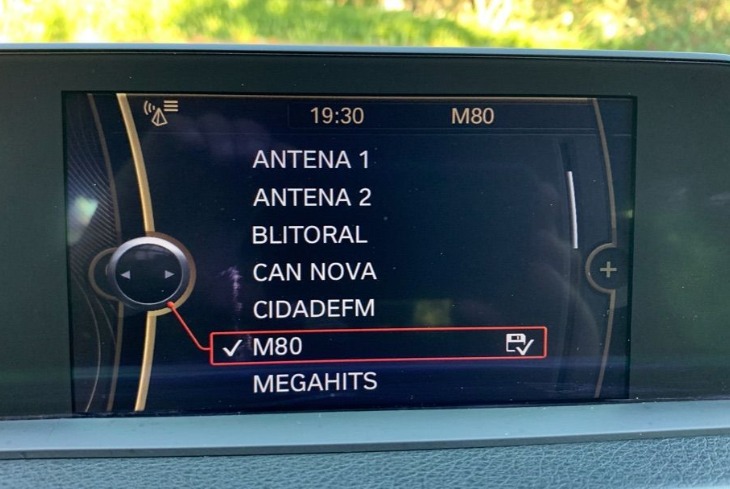 19:30 M80
ANTENA 1
ANTENA 2
BLITORAL
CAN NOVA
CIDADEFM
M80
MEGAHITS